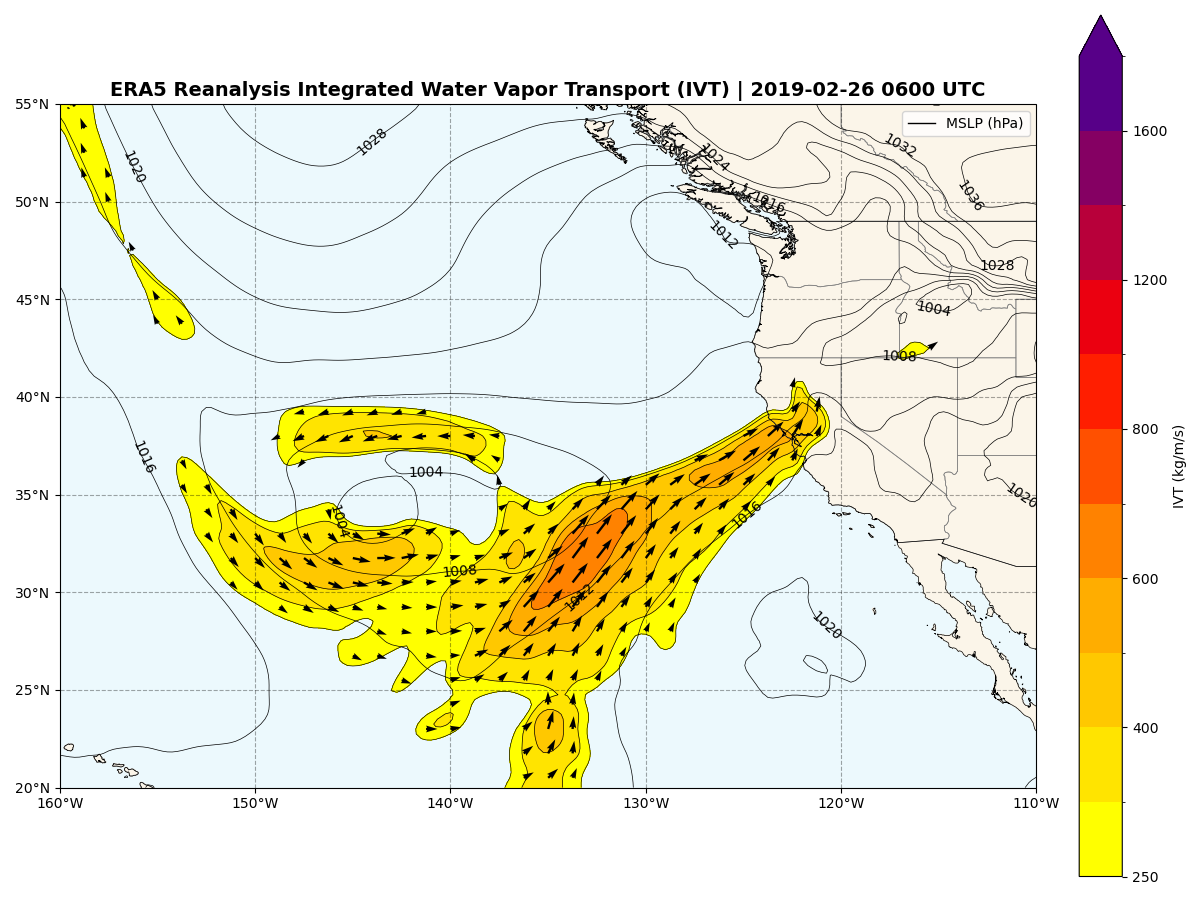 ERA5 Reanalysis Integrated Water Vapor Transport (IVT) | 2019-02-26 0600 UTC
MSLP (hPa)
55°N
50°N
45°N
40°N
35°N
30°N
25°N
20°N
160°W
150°W
140°W
130°W
120°W
110°W
1028
1020
1024
1032
1036
1016
1012
1028
1004
1008
1016
1004
1004
1020
1016
1008
1012
1020
1600
1200
800
600
400
250
IVT (kg/m/s)